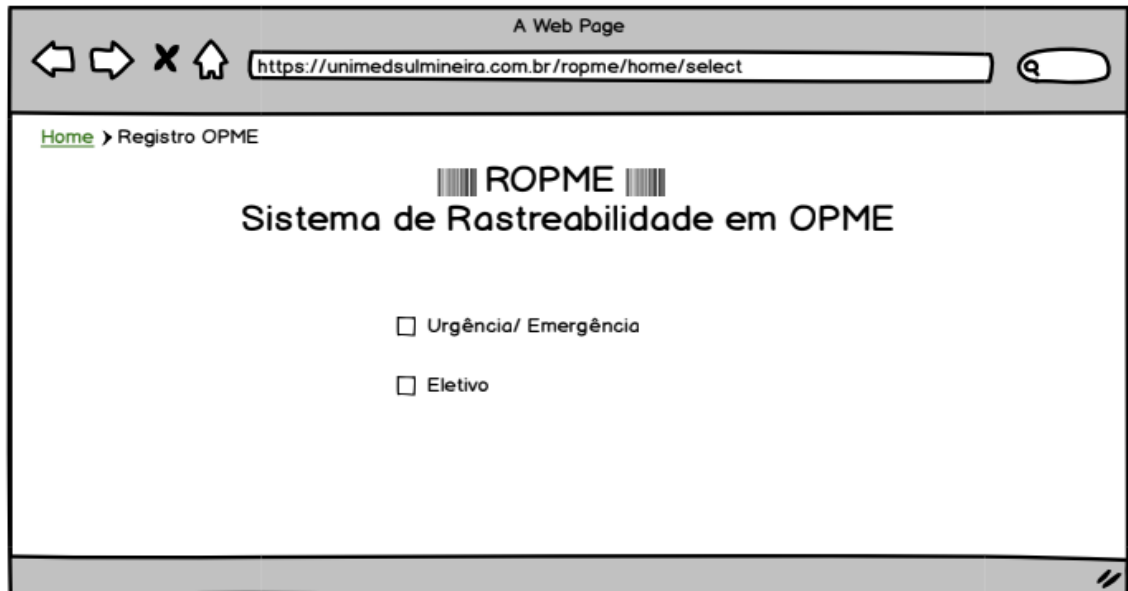 A Web Page
https://unimedsulmineira.com.br/ropme/home/select
Home > Registro OPME
ROPME
Sistema de Rastreabilidade em OPME
Urgência/ Emergência
Eletivo